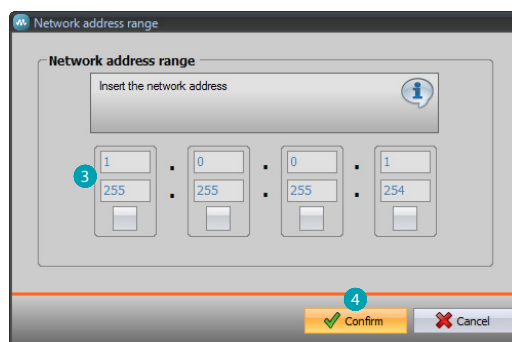 Network address range
Network address range
Insert the network address
1 . 0 . 0 . 1
3
255 . 255 . 255 . 254
4
Confirm
Cancel